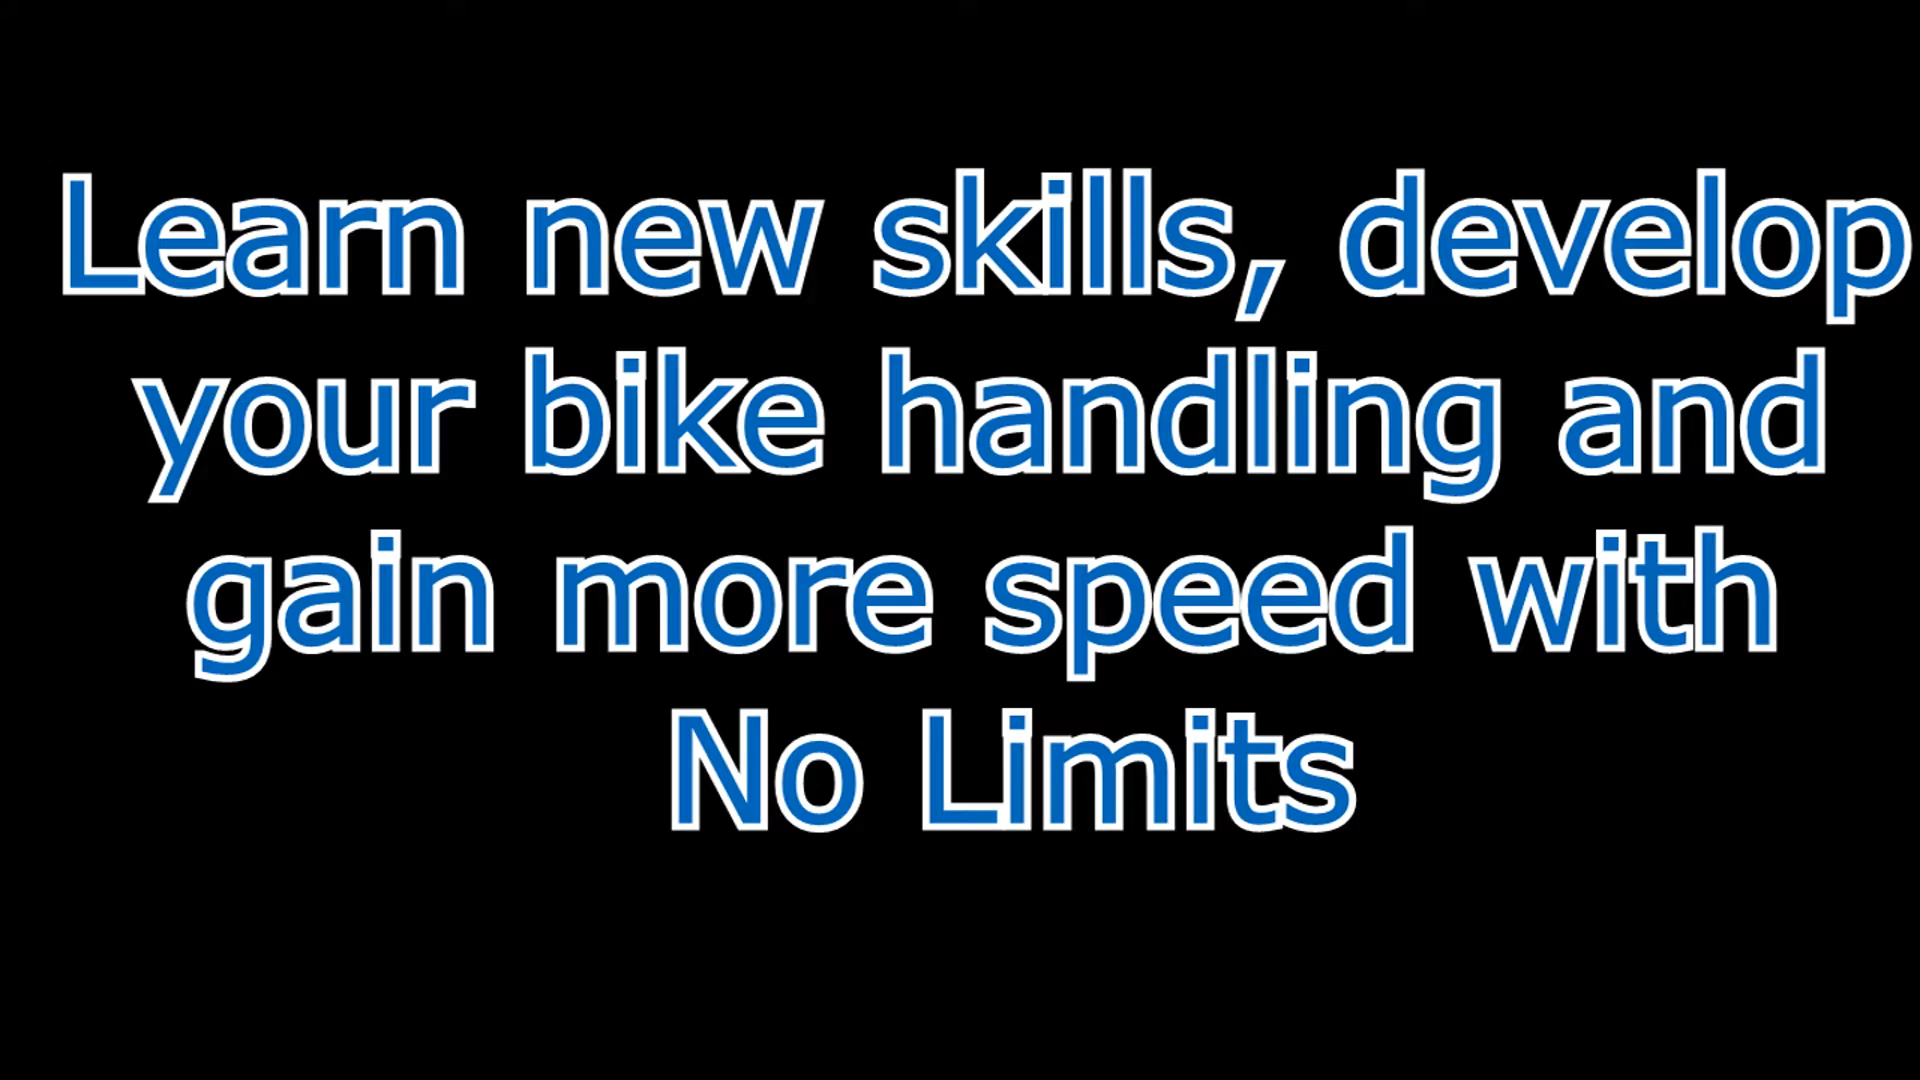 Learn new skills, develop
your bike handling and
gain more speed with
No Limits